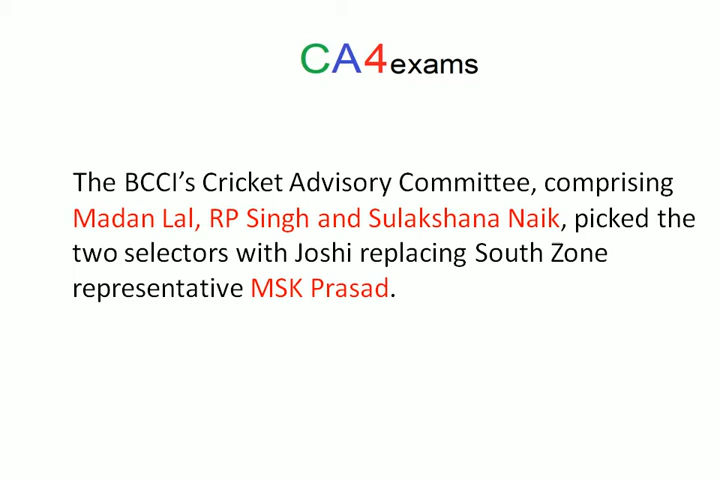 CA4exams
The BCCI’s Cricket Advisory Committee, comprising
Madan Lal, RP Singh and Sulakshana Naik, picked the
two selectors with Joshi replacing South Zone
representative MSK Prasad.